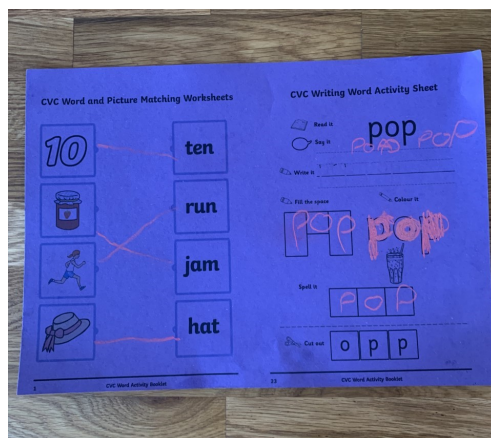 CVC Word and Picture Matching Worksheets
10
ten
run
jam
hat
1
CVC Word Activity Booklet
CVC Writing Word Activity Sheet
Read it
pop
Say it
pop
Write it
Fill the space
Colour it
pop
pop
Spell it
p o p
Cut out
o p p
13
CVC Word Activity Booklet